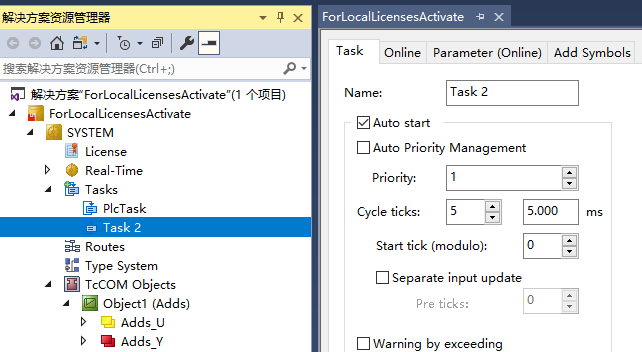 解决方案资源管理器
搜索解决方案资源管理器(Ctrl+;)
解决方案"ForLocalLicensesActivate"(1 个项目)
ForLocalLicensesActivate
SYSTEM
License
Real-Time
Tasks
PlcTask
Task 2
Routes
Type System
TcCOM Objects
Object1 (Adds)
Adds_U
Adds_Y
ForLocalLicensesActivate
Task Online Parameter (Online) Add Symbols
Name: Task 2
Auto start
Auto Priority Management
Priority: 1
Cycle ticks: 5 5.000 ms
Start tick (modulo): 0
Separate input update
Pre ticks: 0
Warning by exceeding